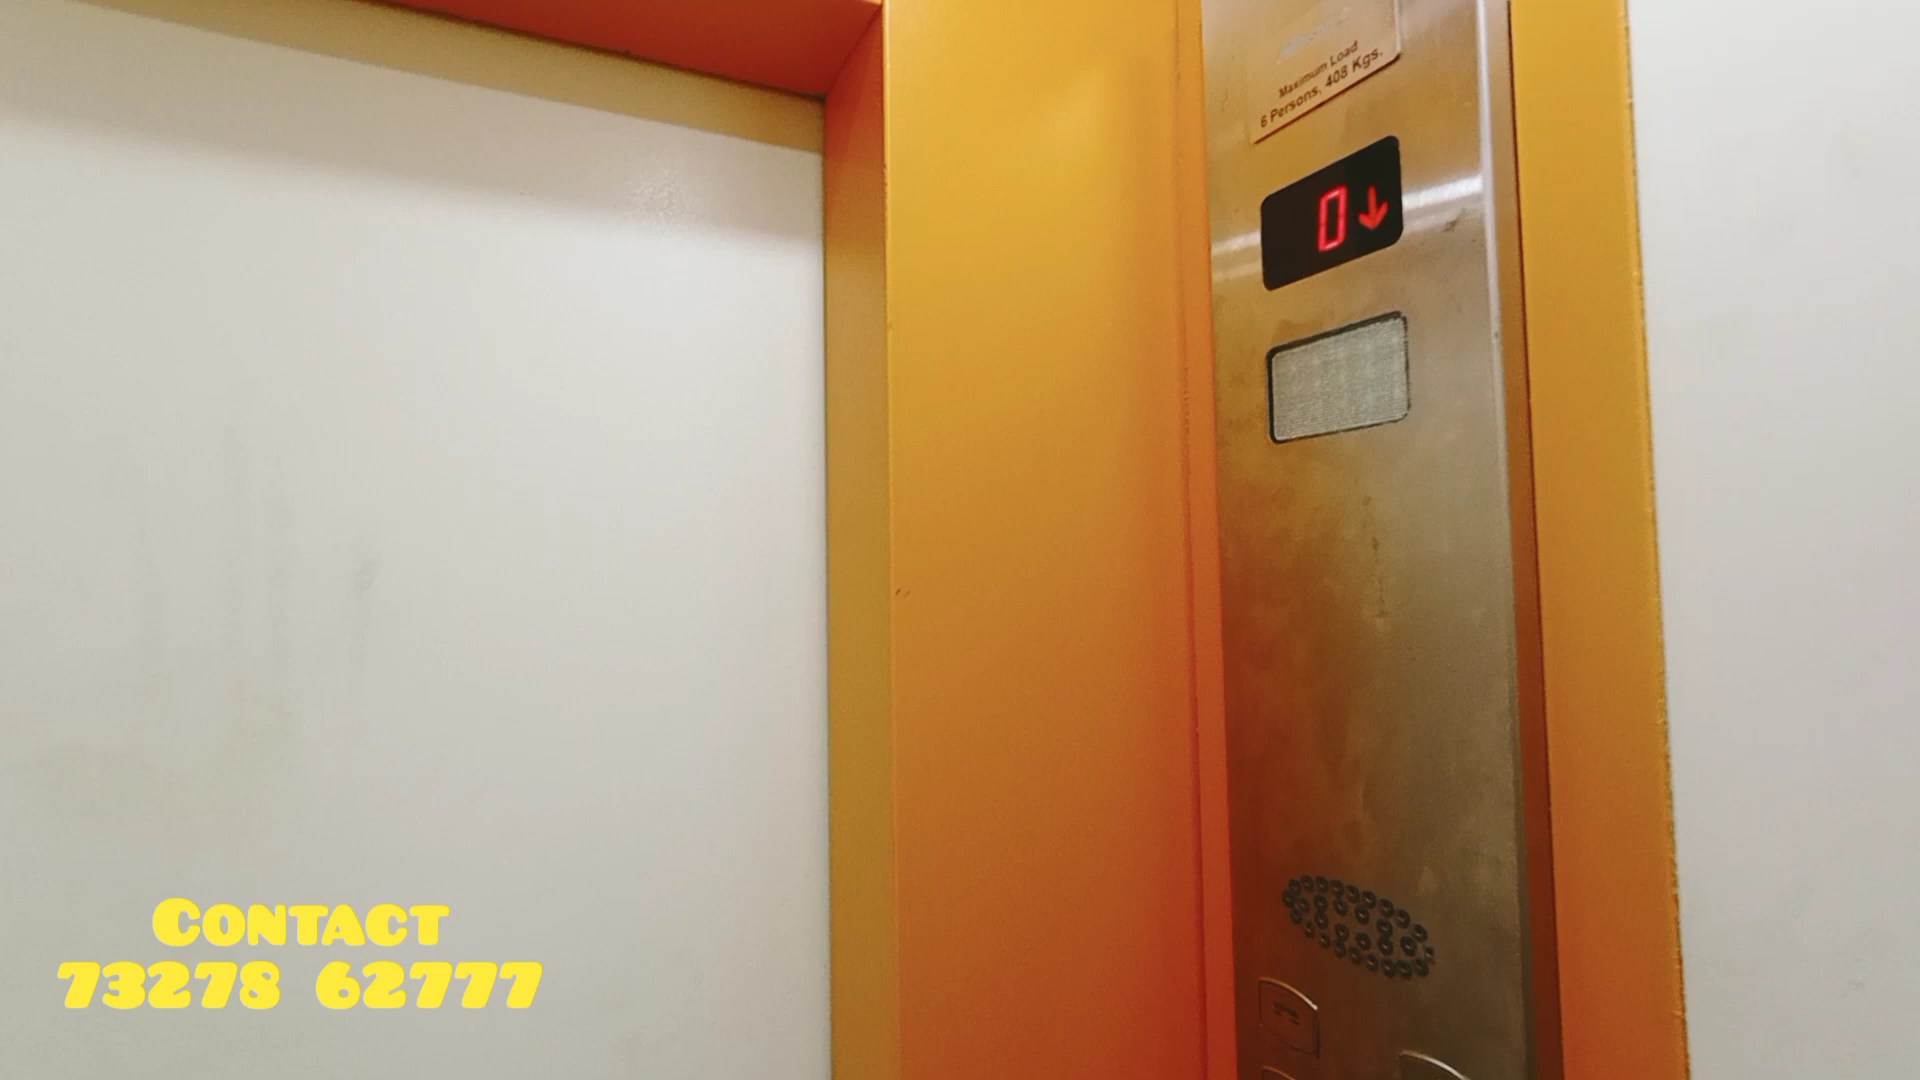 Maximum Load
6 Persons, 408 Kgs.
0↓
CONTACT
73278 62777